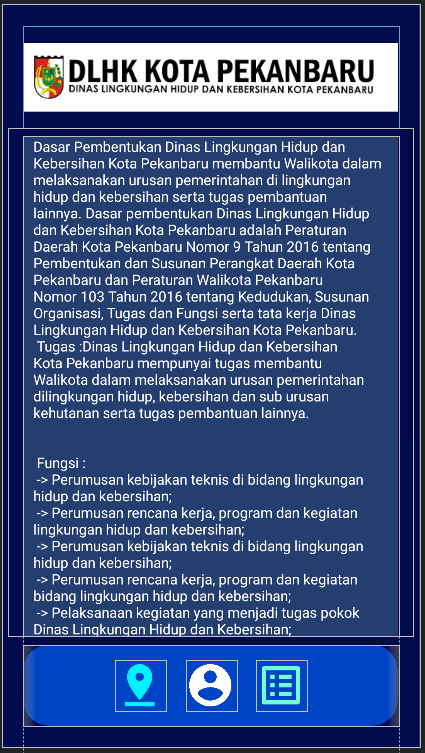 DLHK KOTA PEKANBARU
DINAS LINGKUNGAN HIDUP DAN KEBERSIHAN KOTA PEKANBARU
Dasar Pembentukan Dinas Lingkungan Hidup dan
Kebersihan Kota Pekanbaru membantu Walikota dalam
melaksanakan urusan pemerintahan di lingkungan
hidup dan kebersihan serta tugas pembantuan
lainnya. Dasar pembentukan Dinas Lingkungan Hidup
dan Kebersihan Kota Pekanbaru adalah Peraturan
Daerah Kota Pekanbaru Nomor 9 Tahun 2016 tentang
Pembentukan dan Susunan Perangkat Daerah Kota
Pekanbaru dan Peraturan Walikota Pekanbaru
Nomor 103 Tahun 2016 tentang Kedudukan, Susunan
Organisasi, Tugas dan Fungsi serta tata kerja Dinas
Lingkungan Hidup dan Kebersihan Kota Pekanbaru.
Tugas :Dinas Lingkungan Hidup dan Kebersihan
Kota Pekanbaru mempunyai tugas membantu
Walikota dalam melaksanakan urusan pemerintahan
dilingkungan hidup, kebersihan dan sub urusan
kehutanan serta tugas pembantuan lainnya.
Fungsi :
-> Perumusan kebijakan teknis di bidang lingkungan
hidup dan kebersihan;
-> Perumusan rencana kerja, program dan kegiatan
lingkungan hidup dan kebersihan;
-> Perumusan kebijakan teknis di bidang lingkungan
hidup dan kebersihan;
-> Perumusan rencana kerja, program dan kegiatan
bidang lingkungan hidup dan kebersihan;
-> Pelaksanaan kegiatan yang menjadi tugas pokok
Dinas Lingkungan Hidup dan Kebersihan;